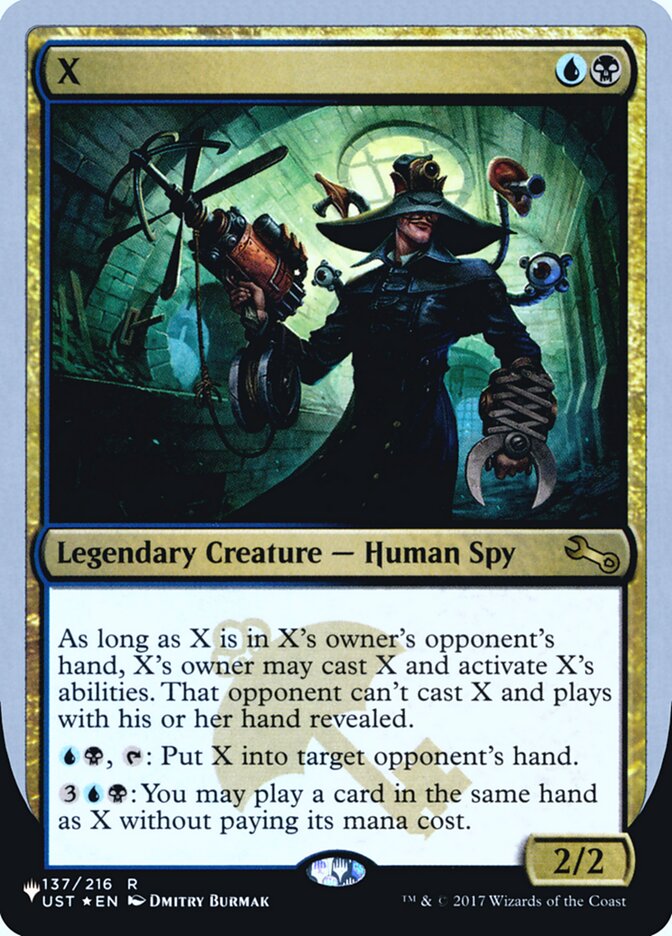 X
Legendary Creature — Human Spy
As long as X is in X's owner's opponent's
hand, X's owner may cast X and activate X's
abilities. That opponent can't cast X and plays
with his or her hand revealed.
, : Put X into target opponent's hand.
3: You may play a card in the same hand
as X without paying its mana cost.
2/2
137/216 R
UST ★ EN Dmitry Burmak
™ & © 2017 Wizards of the Coast